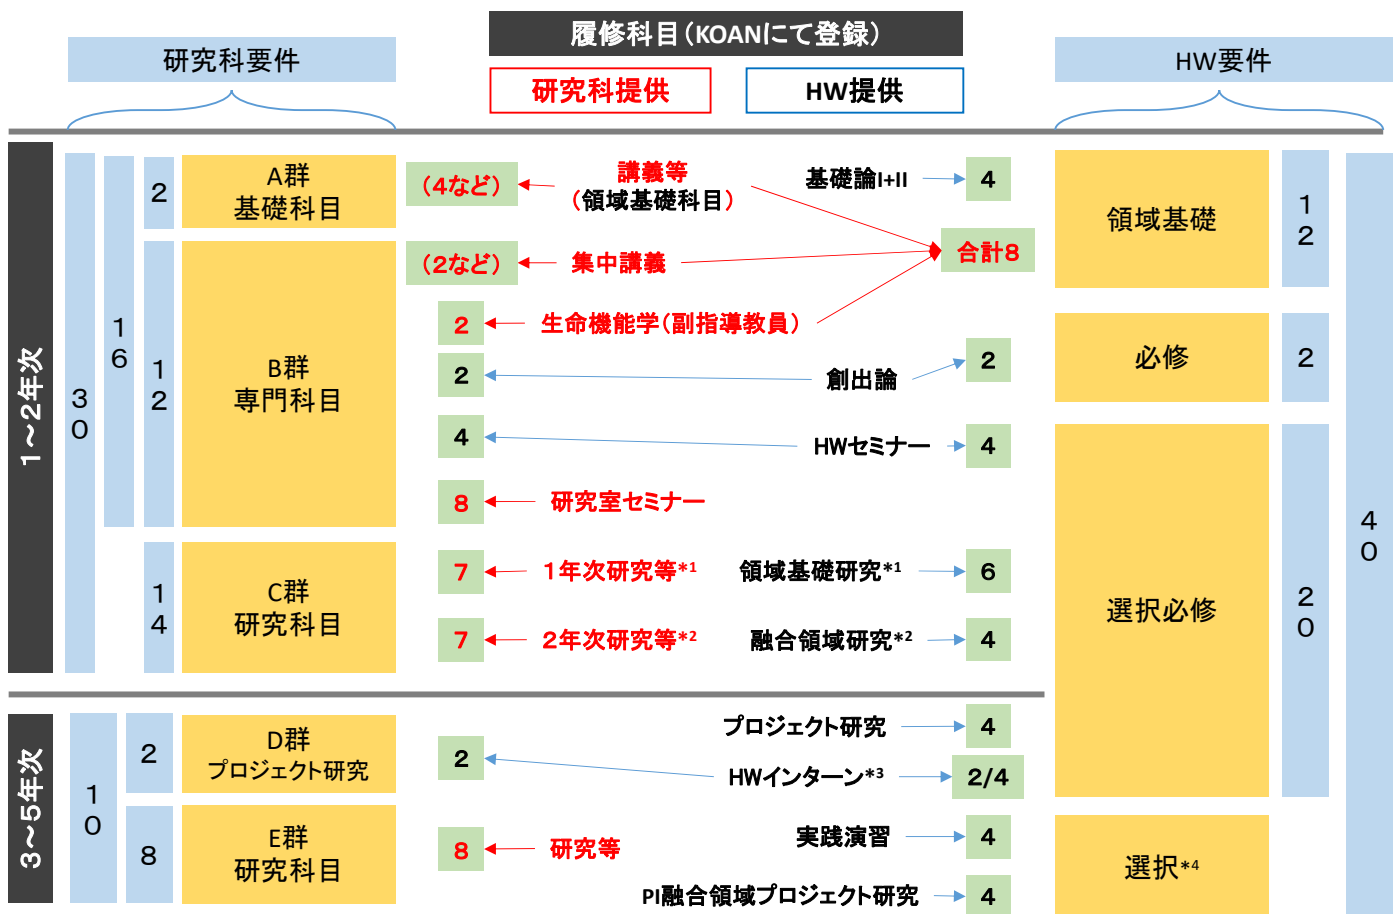 履修科目(KOANにて登録)
研究科要件
HW要件
研究科提供
HW提供
1～2年次
30
16
2
A群
基礎科目
(4など)
講義等
(領域基礎科目)
基礎論I+II
4
領域基礎
12
40
12
B群
専門科目
(2など)
集中講義
合計8
2
生命機能学(副指導教員)
2
創出論
2
必修
2
4
HWセミナー
4
選択必修
20
8
研究室セミナー
14
C群
研究科目
7
1年次研究等*1
領域基礎研究*1
6
7
2年次研究等*2
融合領域研究*2
4
3～5年次
10
2
D群
プロジェクト研究
2
プロジェクト研究
4
HWインターン*3
2/4
8
E群
研究科目
8
研究等
実践演習
4
選択*4
PI融合領域プロジェクト研究
4